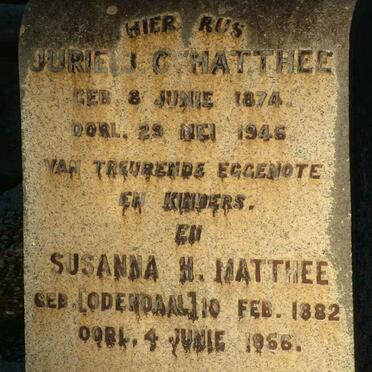 HIER RUS
JURIE J. C. MATTHEE
GEB 8 JUNIE 1874.
OORL. 29 MEI 1946
VAN TREURENDE EGGENOTE
EN KINDERS.
EN
SUSANNA H. MATTHEE
GEB. [ODENDAAL] 10 FEB. 1882
OORL. 4 JUNIE 1966.